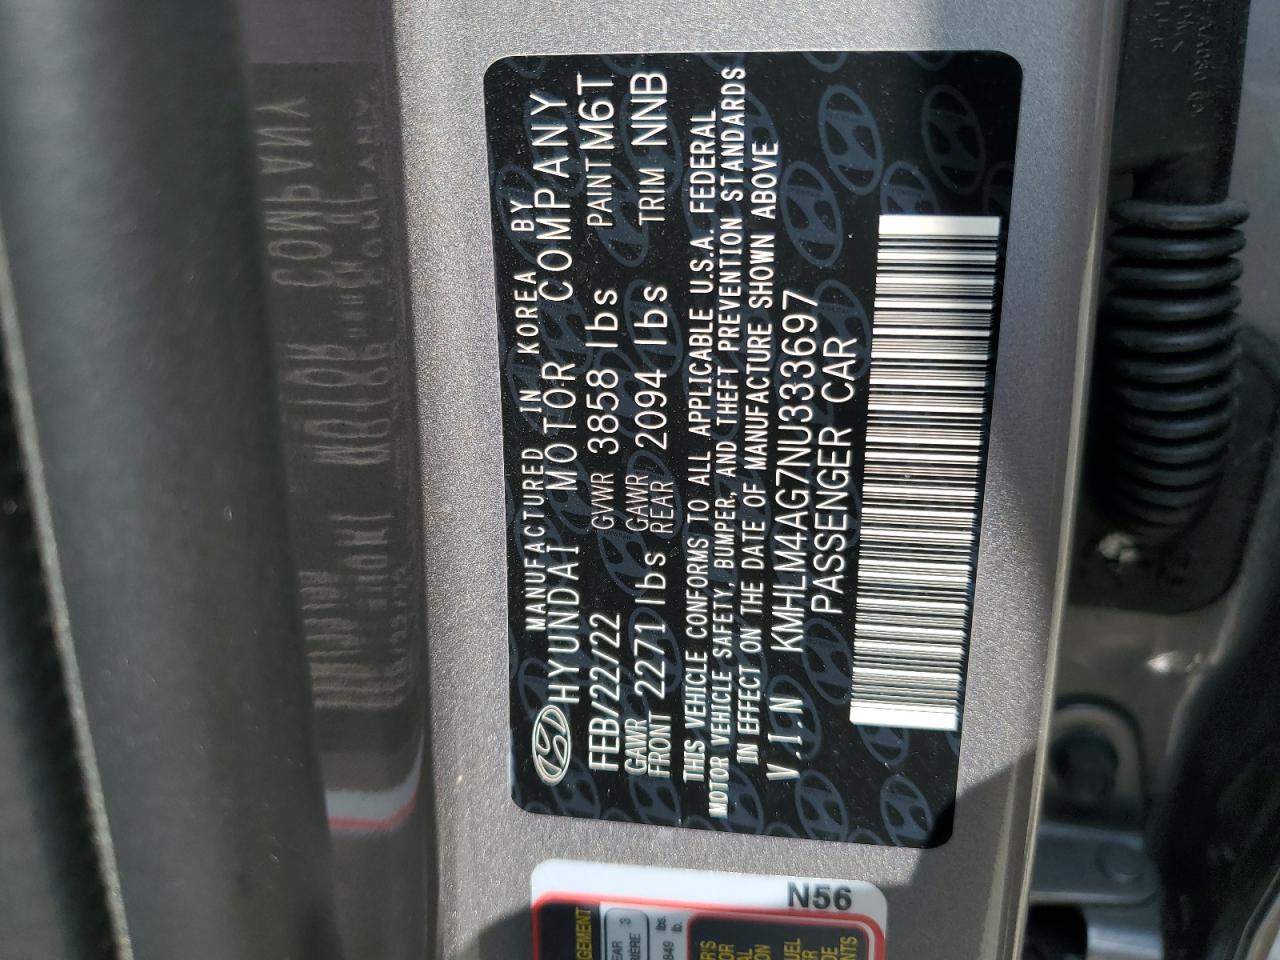 MANUFACTURED IN KOREA BY
HYUNDAI MOTOR COMPANY
FEB/22/22 GVWR 3858 lbs PAINT M6T
GAWR FRONT 2271 lbs GAWR REAR 2094 lbs TRIM NNB
THIS VEHICLE CONFORMS TO ALL APPLICABLE U.S.A. FEDERAL
MOTOR VEHICLE SAFETY, BUMPER, AND THEFT PREVENTION STANDARDS
IN EFFECT ON THE DATE OF MANUFACTURE SHOWN ABOVE
V.I.N KMHLM4AG7NU333697
PASSENGER CAR
N56